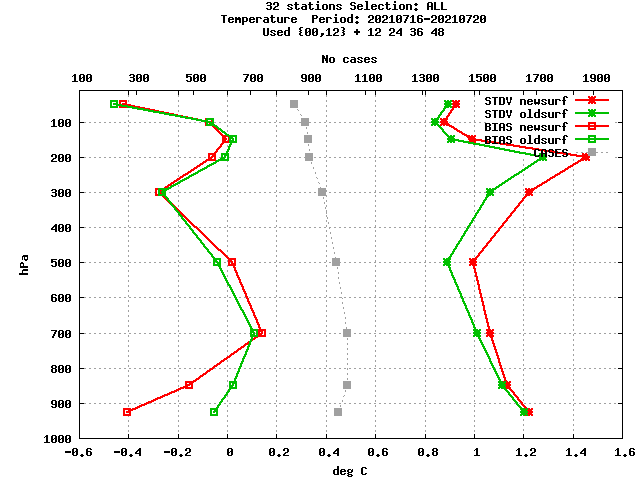 32 stations Selection: ALL
Temperature Period: 20210716-20210720
Used {00,12} + 12 24 36 48
No cases
100 300 500 700 900 1100 1300 1500 1700 1900
STDV newsurf
STDV oldsurf
BIAS newsurf
BIAS oldsurf
CASES
100
200
300
400
500
600
700
800
900
1000
hPa
-0.6 -0.4 -0.2 0 0.2 0.4 0.6 0.8 1 1.2 1.4 1.6
deg C